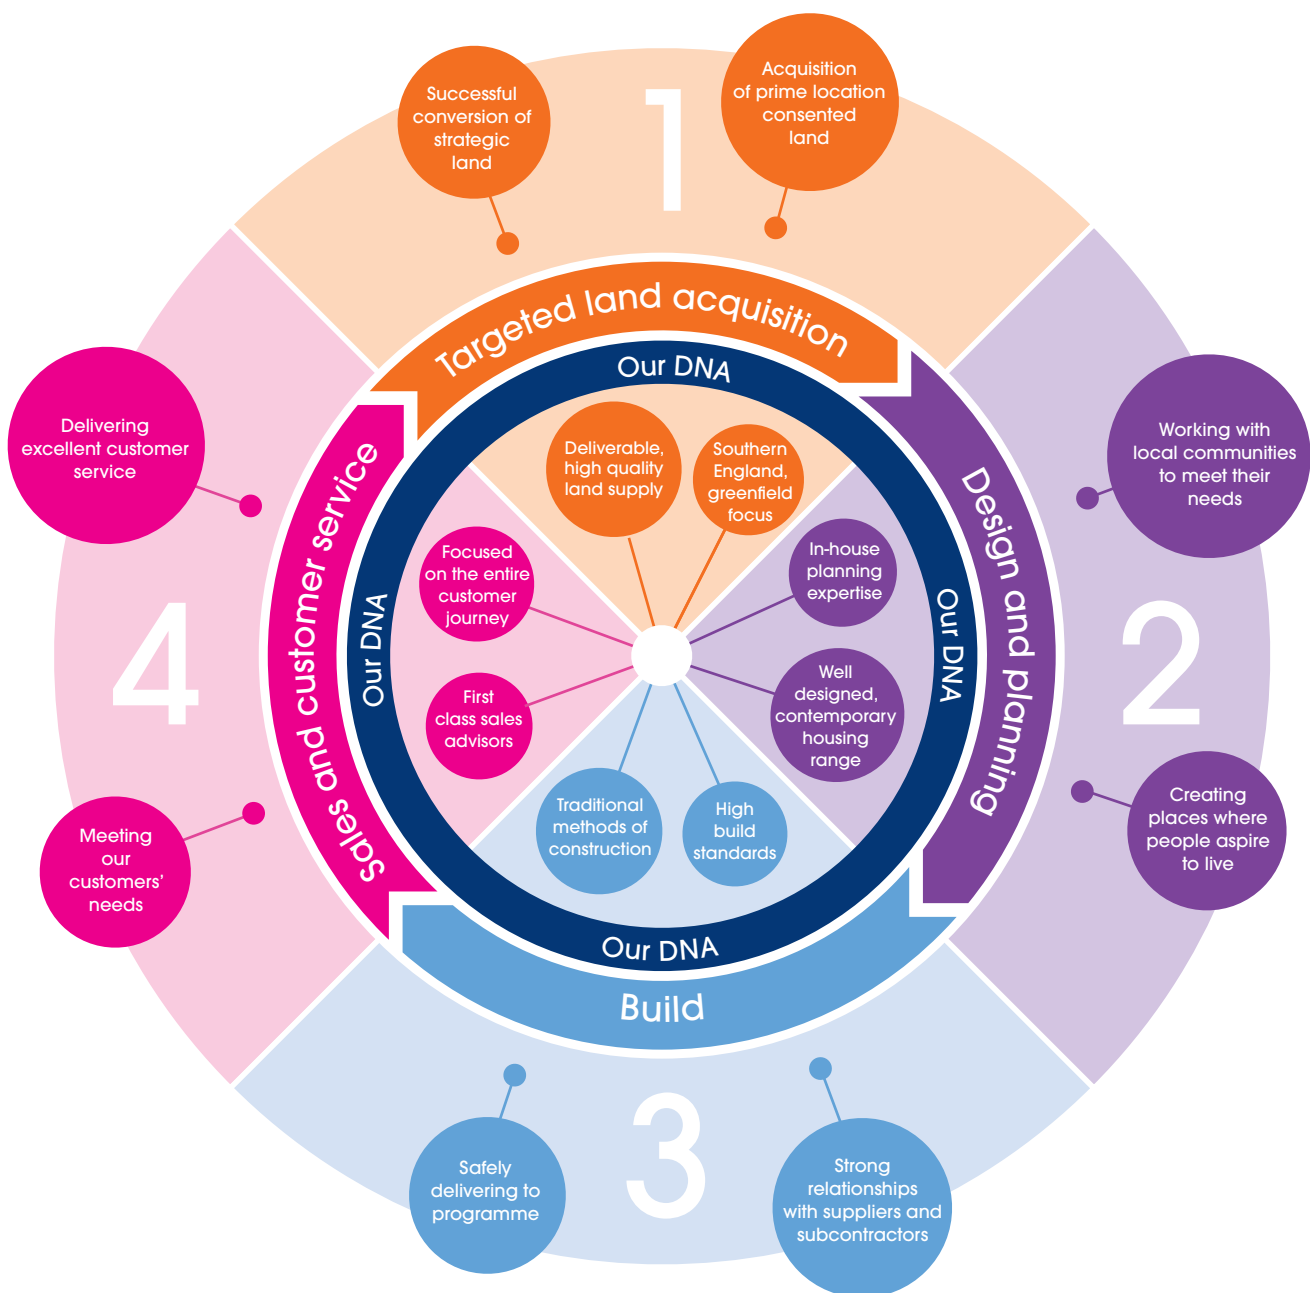 1
Successful
conversion of
strategic
land
Acquisition
of prime location
consented
land
Targeted land acquisition
Our DNA
Deliverable,
high quality
land supply
Southern
England,
greenfield
focus
2
Working with
local communities
to meet their
needs
Creating
places where
people aspire
to live
Design and planning
Our DNA
In-house
planning
expertise
Well
designed,
contemporary
housing
range
3
Safely
delivering to
programme
Strong
relationships
with suppliers and
subcontractors
Build
Our DNA
Traditional
methods of
construction
High
build
standards
4
Delivering
excellent customer
service
Meeting
our
customers’
needs
Sales and customer service
Our DNA
Focused
on the entire
customer
journey
First
class sales
advisors